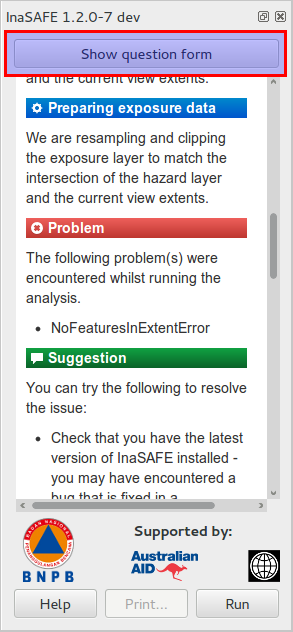 InaSAFE 1.2.0-7 dev
Show question form
and the current view extents.
Preparing exposure data
We are resampling and clipping
the exposure layer to match the
intersection of the hazard layer
and the current view extents.
Problem
The following problem(s) were
encountered whilst running the
analysis.
• NoFeaturesInExtentError
Suggestion
You can try the following to resolve
the issue:
• Check that you have the latest
version of InaSAFE installed -
you may have encountered a
bug that is fixed in a
BADAN NASIONAL
PENANGGULANGAN BENCANA
BNPB
Supported by:
Australian
AID
Help
Print...
Run